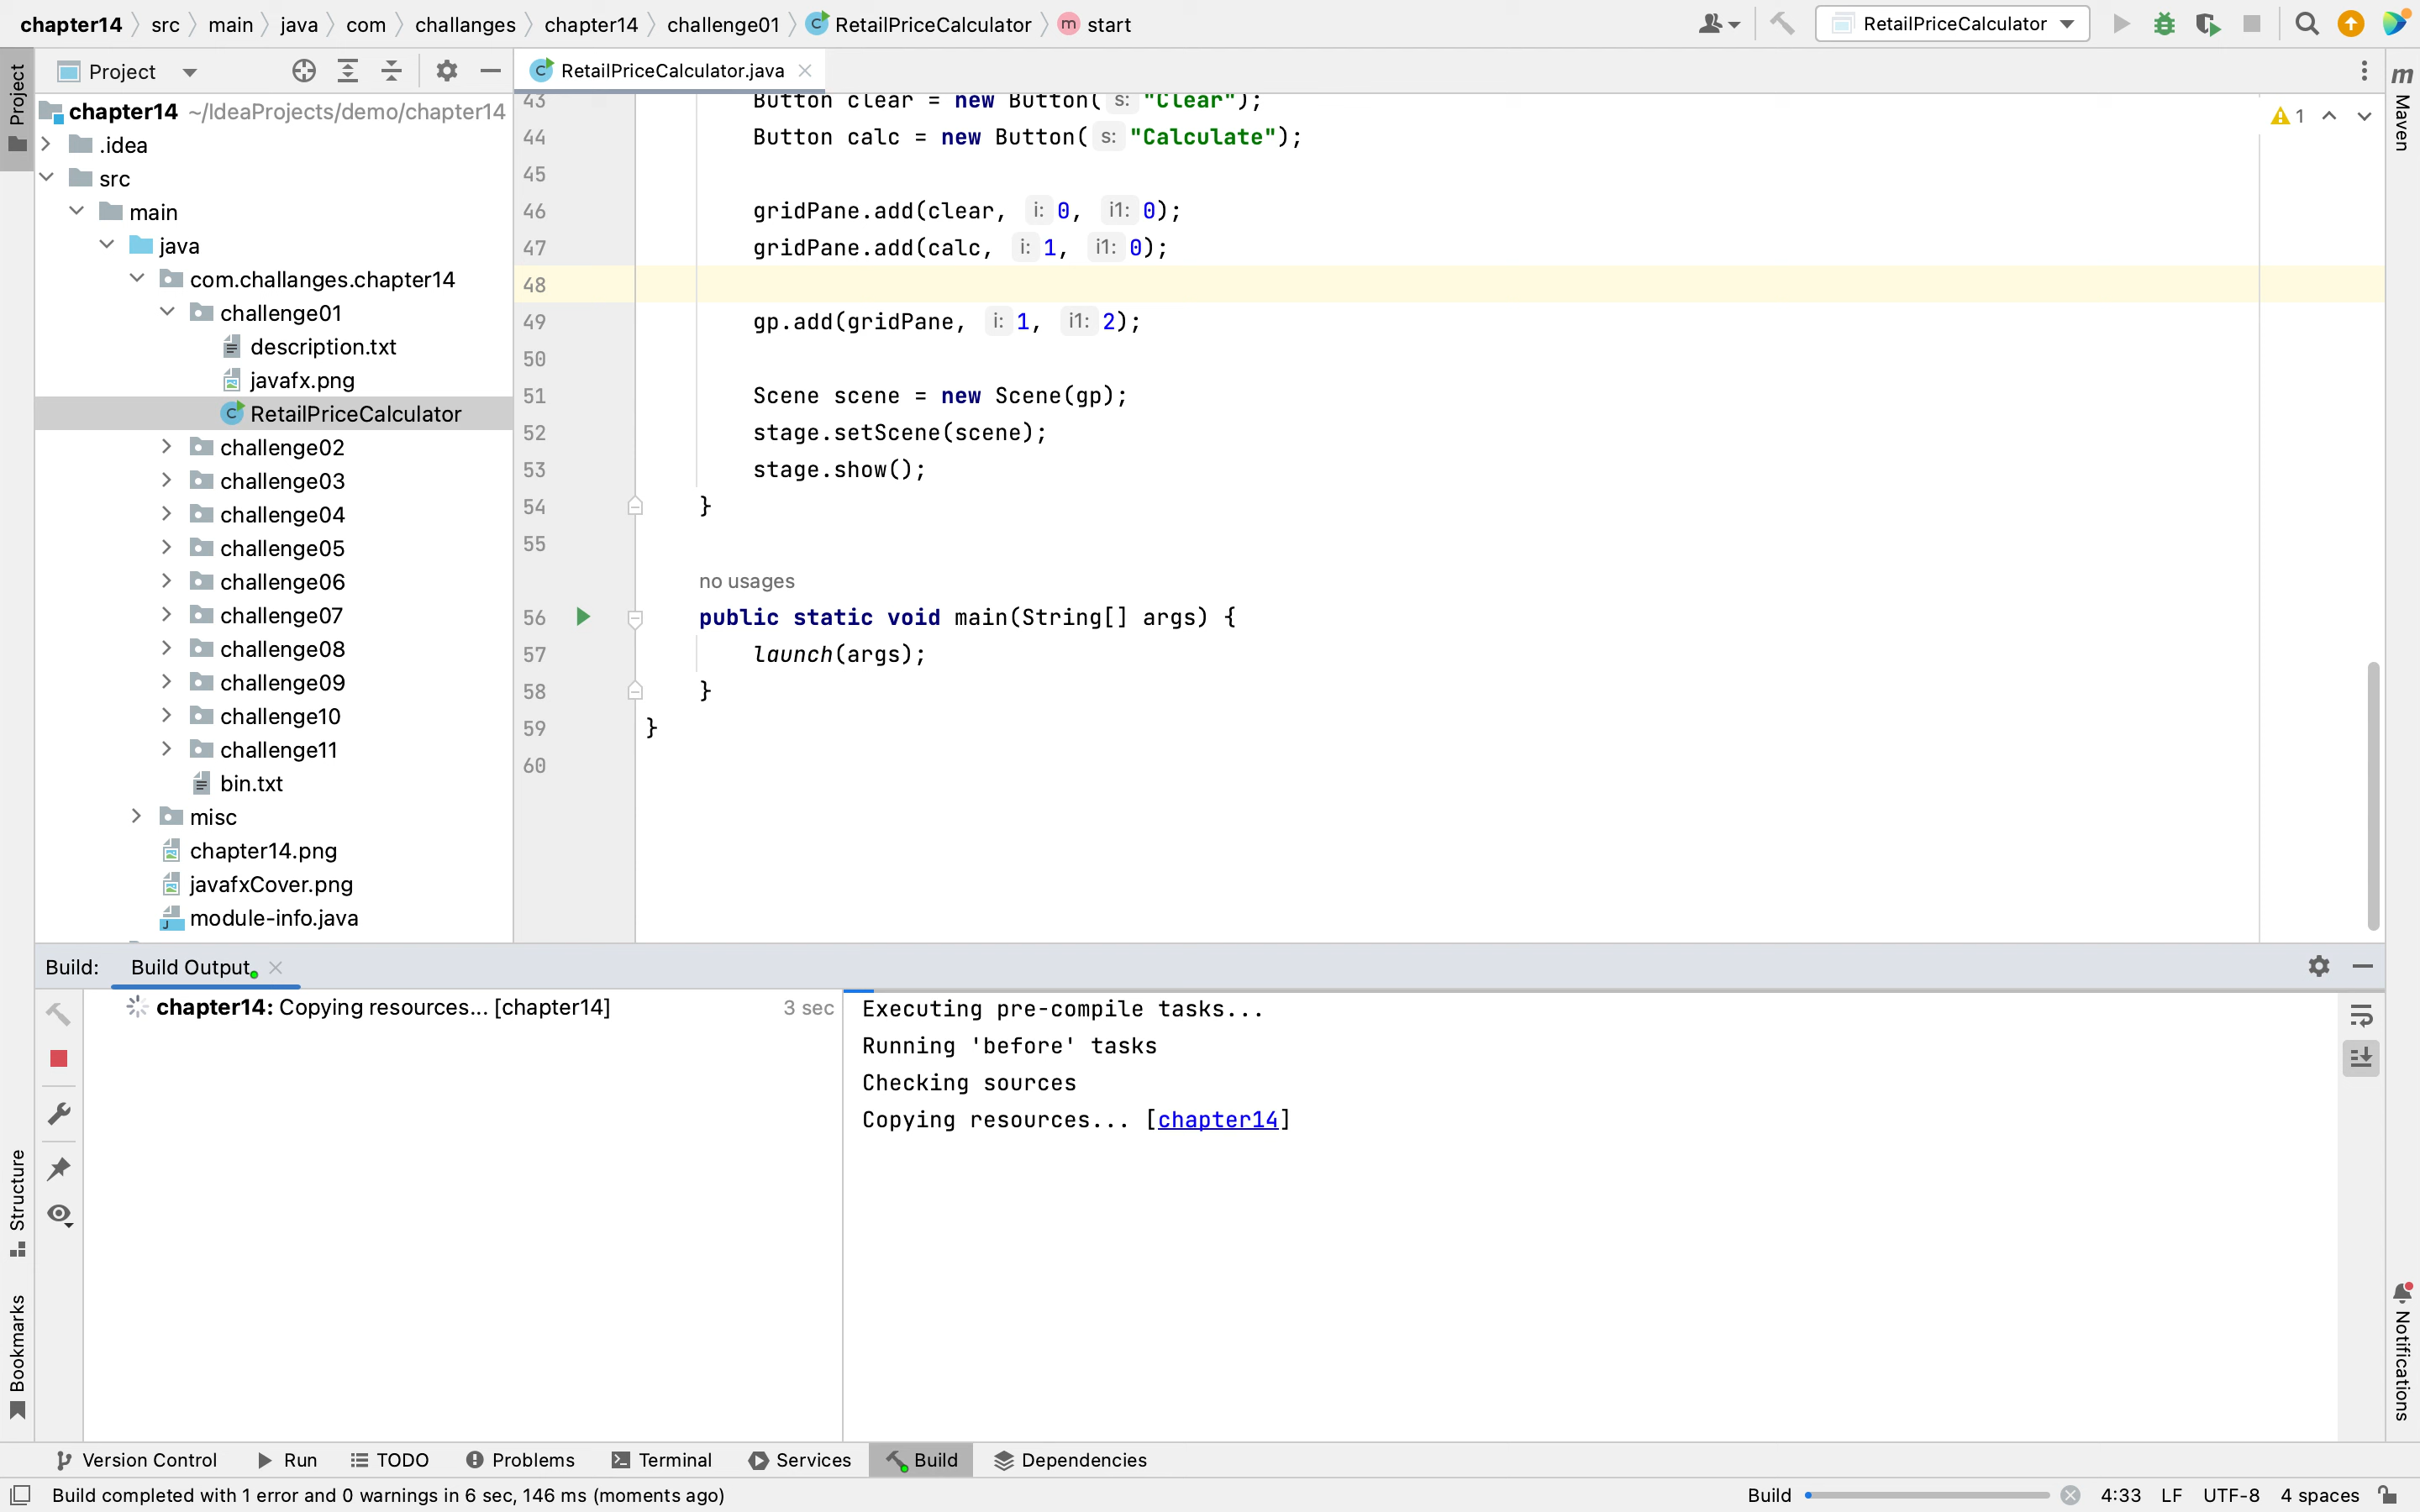 chapter14 src main java com challanges chapter14 challenge01 RetailPriceCalculator m start
RetailPriceCalculator
Project
RetailPriceCalculator.java
Project
chapter14 ~/IdeaProjects/demo/chapter14
.idea
src
main
java
com.challanges.chapter14
challenge01
description.txt
javafx.png
RetailPriceCalculator
challenge02
challenge03
challenge04
challenge05
challenge06
challenge07
challenge08
challenge09
challenge10
challenge11
bin.txt
misc
chapter14.png
javafxCover.png
module-info.java
43 Button clear = new Button( s: "Clear");
44 Button calc = new Button( s: "Calculate");
45
46 gridPane.add(clear, i: 0, i1: 0);
47 gridPane.add(calc, i: 1, i1: 0);
48
49 gp.add(gridPane, i: 1, i1: 2);
50
51 Scene scene = new Scene(gp);
52 stage.setScene(scene);
53 stage.show();
54 }
55
no usages
56 public static void main(String[] args) {
57 launch(args);
58 }
59 }
60
1
m Maven
Build: Build Output
chapter14: Copying resources... [chapter14] 3 sec
Executing pre-compile tasks...
Running 'before' tasks
Checking sources
Copying resources... [chapter14]
Structure
Bookmarks
Notifications
Version Control Run TODO Problems Terminal Services Build Dependencies
Build completed with 1 error and 0 warnings in 6 sec, 146 ms (moments ago) Build 4:33 LF UTF-8 4 spaces